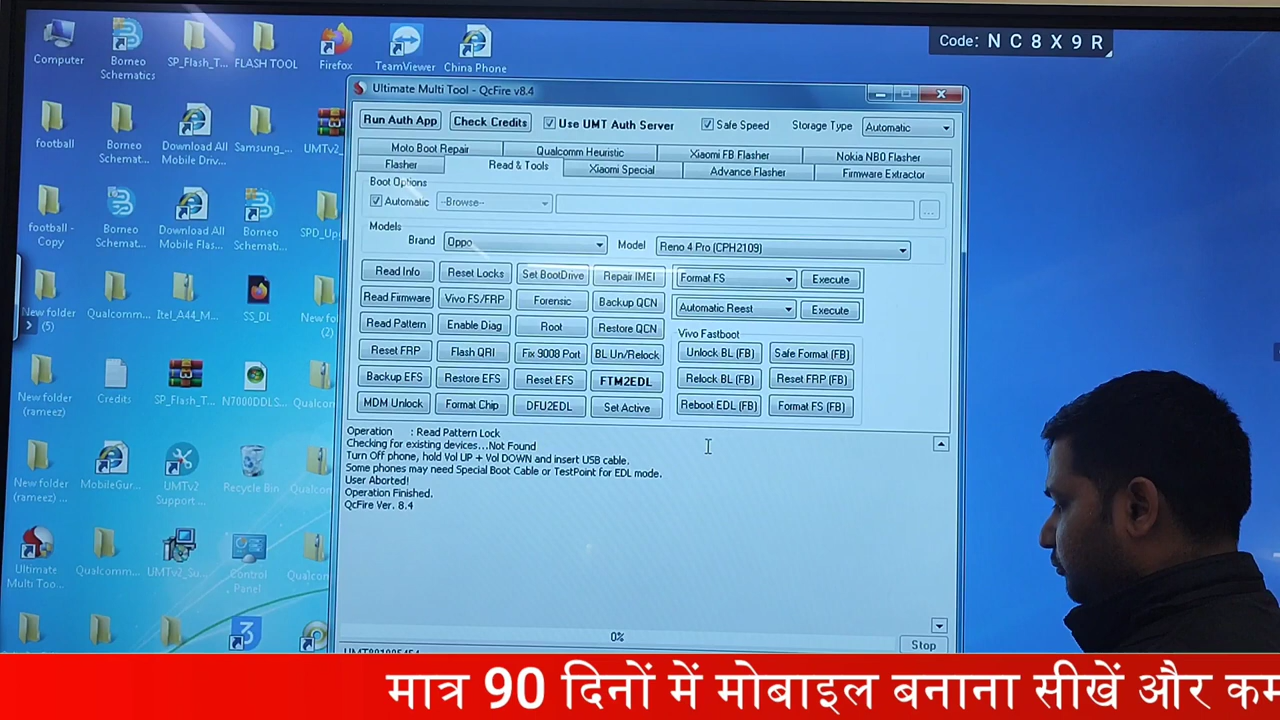 Code: N C 8 X 9 R
Computer
Borneo Schematics
SP_Flash_T...
FLASH TOOL
Firefox
TeamViewer
China Phone
football
Borneo Schemat...
Download All Mobile Driv...
Samsung_...
UMTv2_
football - Copy
Borneo Schemat...
Download All Mobile Flas...
Borneo Schemati...
SPD_Up
New folder (5)
Qualcomm...
Itel_A44_M...
SS_DL
New fol (2)
New folder (rameez)
Credits
SP_Flash_T...
N7000DDLS...
Qualcom
New folder (rameez) ...
MobileGur...
UMTv2 Support ...
Recycle Bin
Qualcon
Ultimate Multi Too...
Qualcomm...
UMTv2_Su...
Control Panel
Qualcon
Ultimate Multi Tool - QcFire v8.4
Run Auth App
Check Credits
Use UMT Auth Server
Safe Speed
Storage Type
Automatic
Moto Boot Repair
Qualcomm Heuristic
Xiaomi FB Flasher
Nokia NB0 Flasher
Flasher
Read & Tools
Xiaomi Special
Advance Flasher
Firmware Extractor
Boot Options
Automatic
--Browse--
...
Models
Brand
Oppo
Model
Reno 4 Pro (CPH2109)
Read Info
Reset Locks
Set BootDrive
Repair IMEI
Format FS
Execute
Read Firmware
Vivo FS/FRP
Forensic
Backup QCN
Automatic Reest
Execute
Read Pattern
Enable Diag
Root
Restore QCN
Vivo Fastboot
Reset FRP
Flash QRI
Fix 9008 Port
BL Un/Relock
Unlock BL (FB)
Safe Format (FB)
Backup EFS
Restore EFS
Reset EFS
FTM2EDL
Relock BL (FB)
Reset FRP (FB)
MDM Unlock
Format Chip
DFU2EDL
Set Active
Reboot EDL (FB)
Format FS (FB)
Operation : Read Pattern Lock
Checking for existing devices...Not Found
Turn Off phone, hold Vol UP + Vol DOWN and insert USB cable.
Some phones may need Special Boot Cable or TestPoint for EDL mode.
User Aborted!
Operation Finished.
QcFire Ver. 8.4
0%
Stop
मात्र 90 दिनों में मोबाइल बनाना सीखें और कम